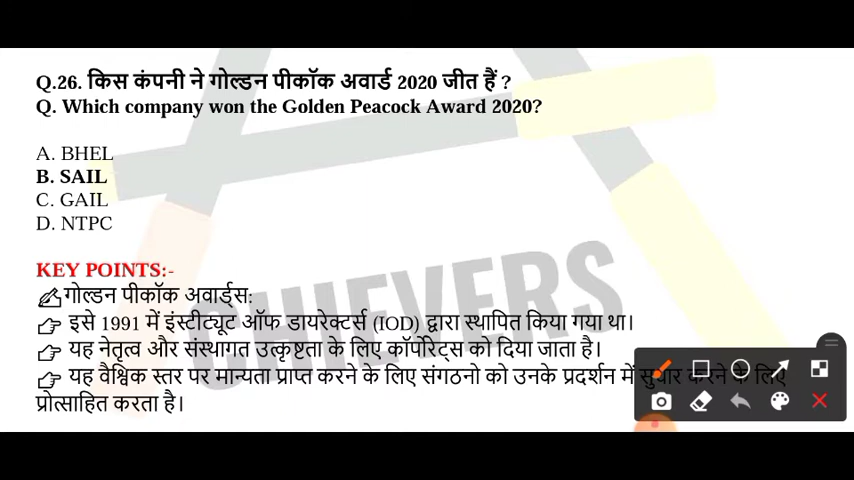 Q.26. किस कंपनी ने गोल्डन पीकॉक अवार्ड 2020 जीत हैं ?
Q. Which company won the Golden Peacock Award 2020?
A. BHEL
B. SAIL
C. GAIL
D. NTPC
KEY POINTS:-
गोल्डन पीकॉक अवार्ड्स:
इसे 1991 में इंस्टीट्यूट ऑफ डायरेक्टर्स (IOD) द्वारा स्थापित किया गया था।
यह नेतृत्व और संस्थागत उत्कृष्टता के लिए कॉर्पोरेट्स को दिया जाता है।
यह वैश्विक स्तर पर मान्यता प्राप्त करने के लिए संगठनो को उनके प्रदर्शन में सुधार करने के लिए
प्रोत्साहित करता है।
CHIEVERS